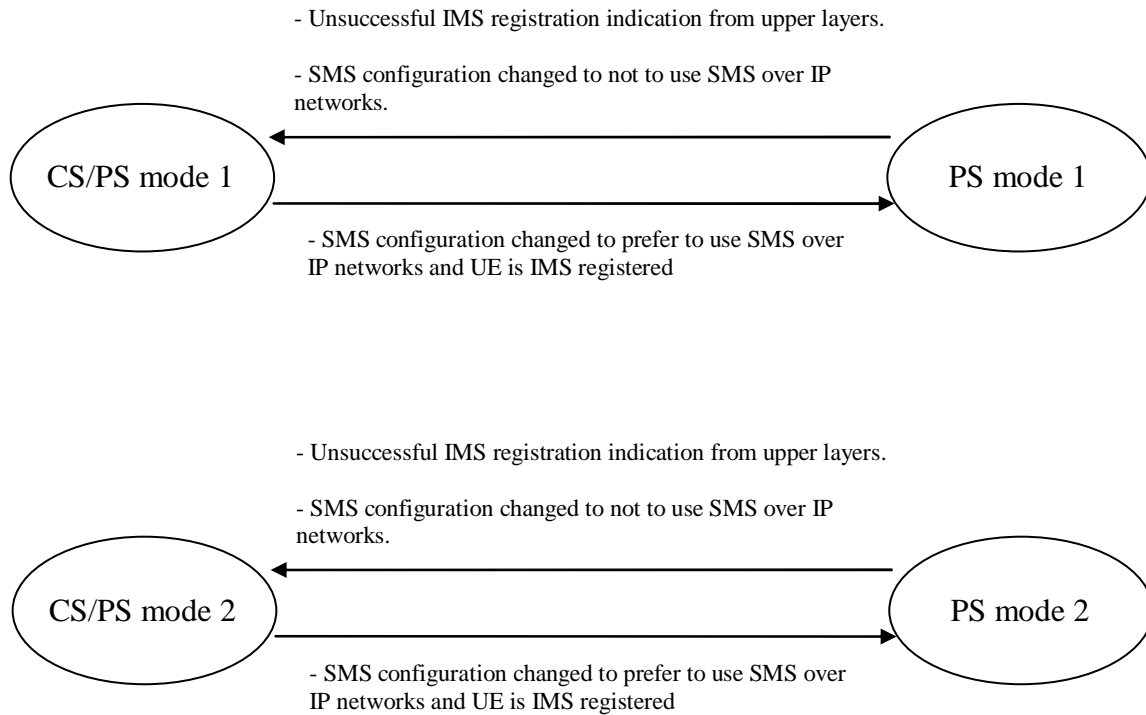 - Unsuccessful IMS registration indication from upper layers.
- SMS configuration changed to not to use SMS over IP
networks.
CS/PS mode 1
PS mode 1
- SMS configuration changed to prefer to use SMS over
IP networks and UE is IMS registered
- Unsuccessful IMS registration indication from upper layers.
- SMS configuration changed to not to use SMS over IP
networks.
CS/PS mode 2
PS mode 2
- SMS configuration changed to prefer to use SMS over
IP networks and UE is IMS registered